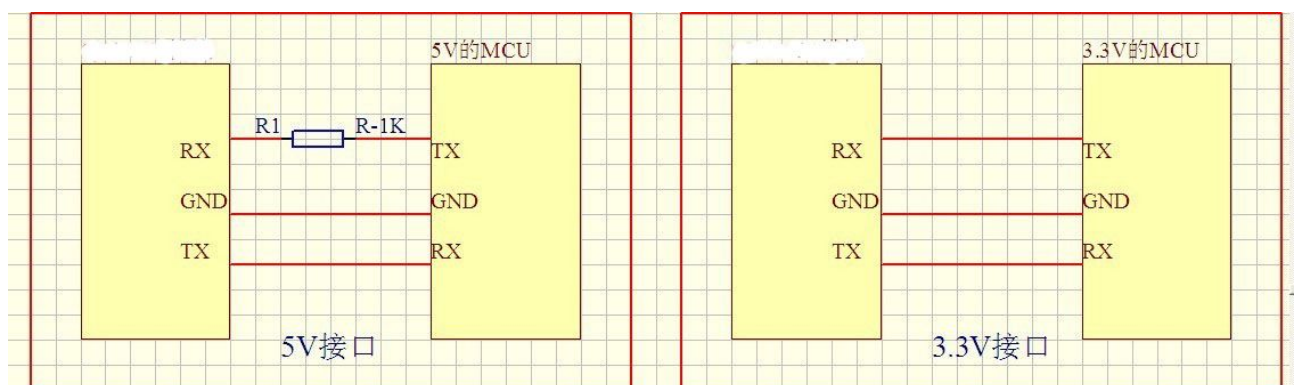 5V的MCU
R1 R-1K
RX TX
GND GND
TX RX
5V接口
3.3V的MCU
RX TX
GND GND
TX RX
3.3V接口